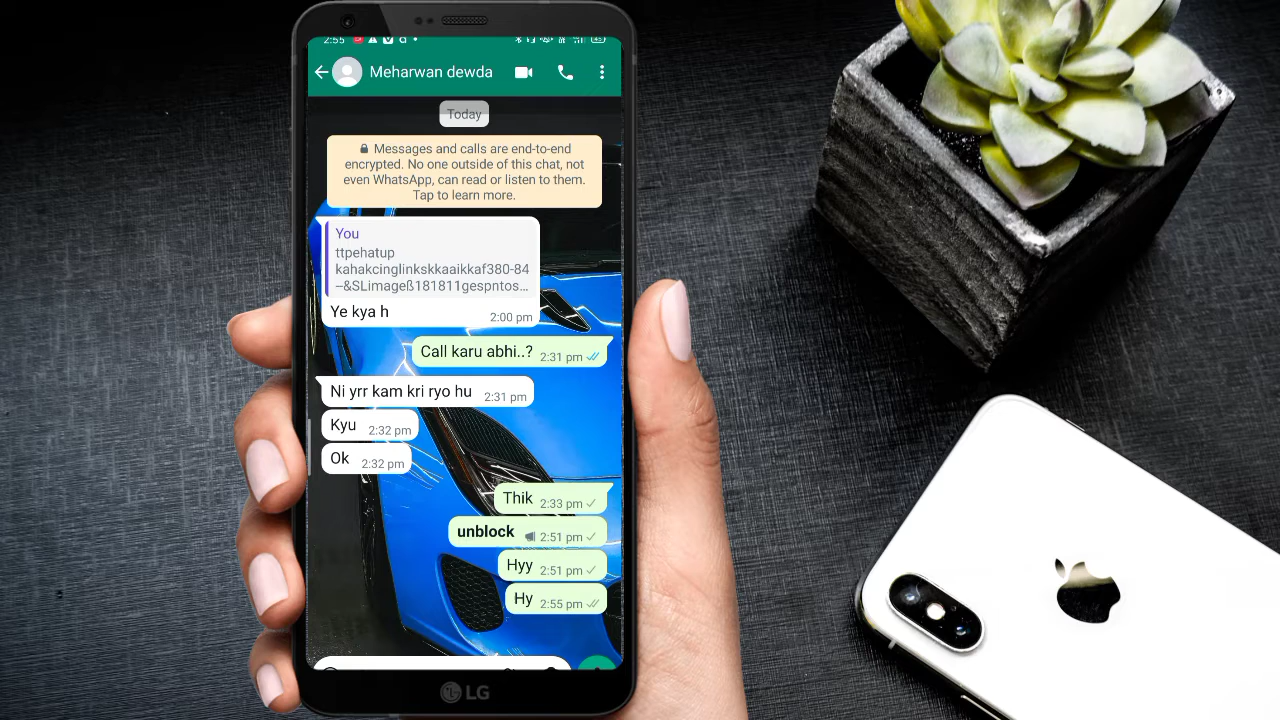 2:55
Meharwan dewda
Today
Messages and calls are end-to-end
encrypted. No one outside of this chat, not
even WhatsApp, can read or listen to them.
Tap to learn more.
You
ttpehatup
kahakcinglinkskkaaikkaf380-84
–&SLimageß181811gespntos...
Ye kya h 2:00 pm
Call karu abhi..? 2:31 pm
Ni yrr kam kri ryo hu 2:31 pm
Kyu 2:32 pm
Ok 2:32 pm
Thik 2:33 pm
unblock 2:51 pm
Hyy 2:51 pm
Hy 2:55 pm
LG